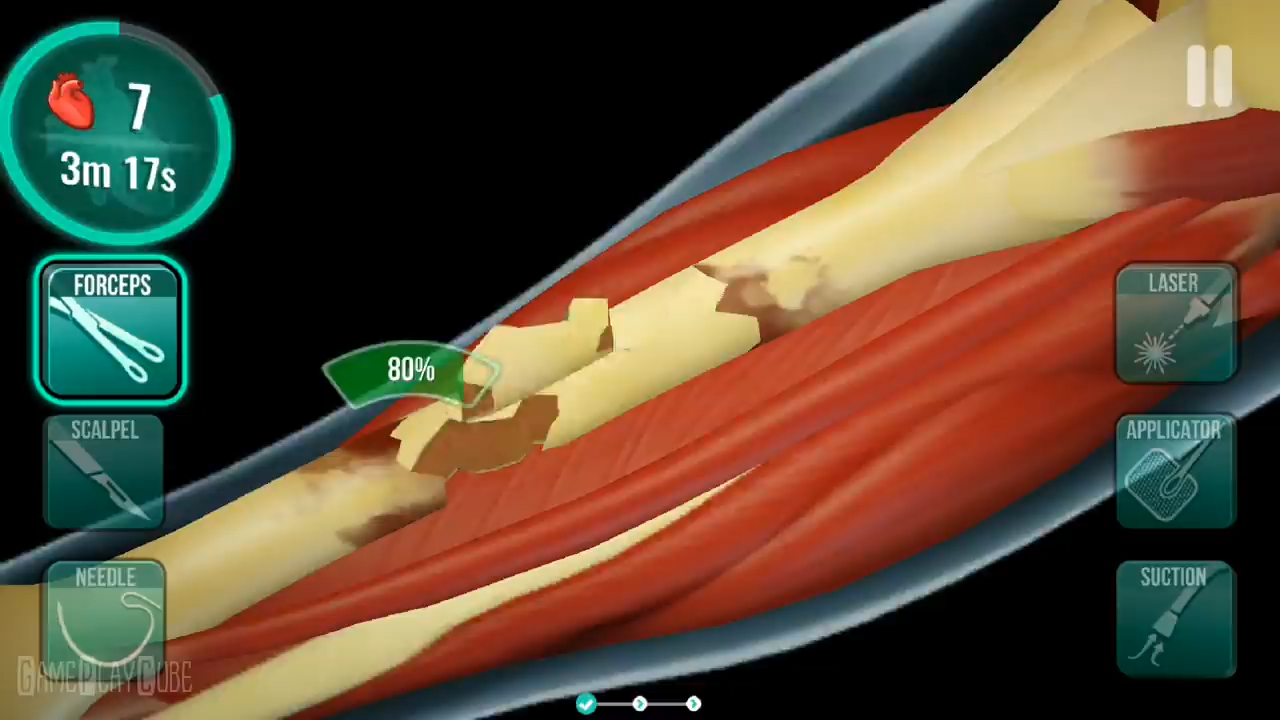 7
3m 17s
FORCEPS
80%
LASER
SCALPEL
APPLICATOR
NEEDLE
SUCTION
GAMEPLAYCUBE